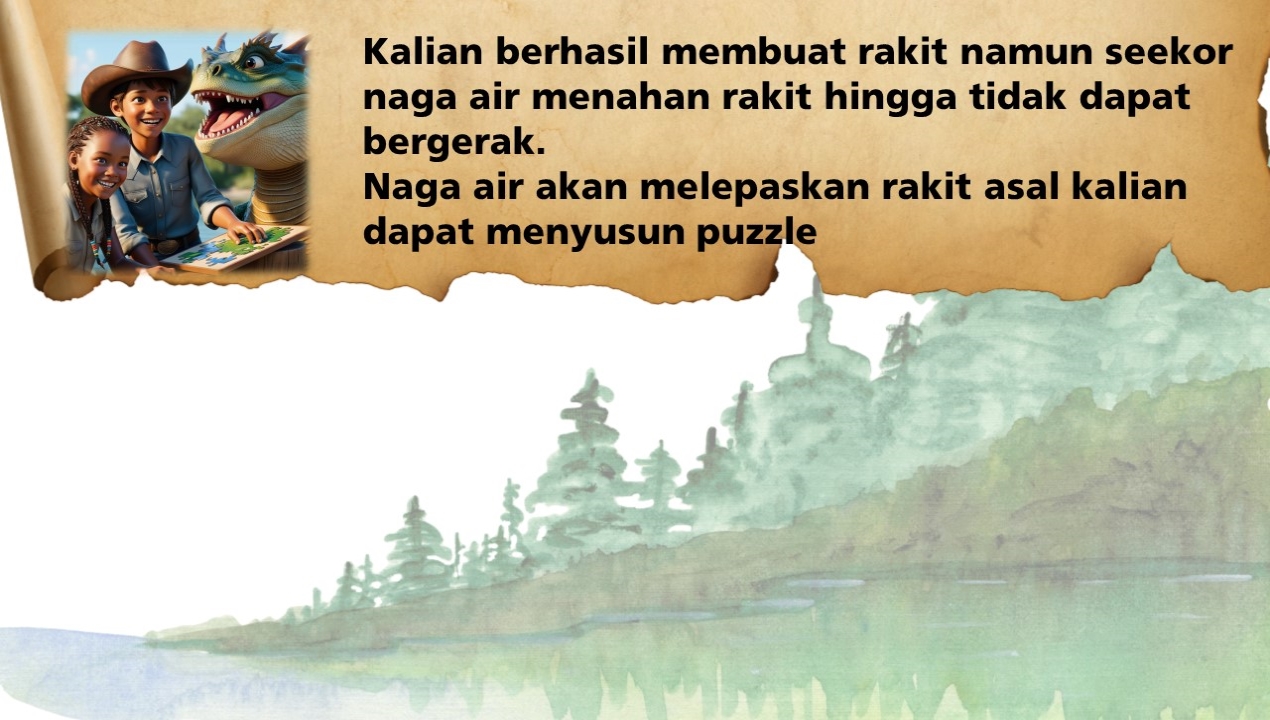 Kalian berhasil membuat rakit namun seekor
naga air menahan rakit hingga tidak dapat
bergerak.
Naga air akan melepaskan rakit asal kalian
dapat menyusun puzzle